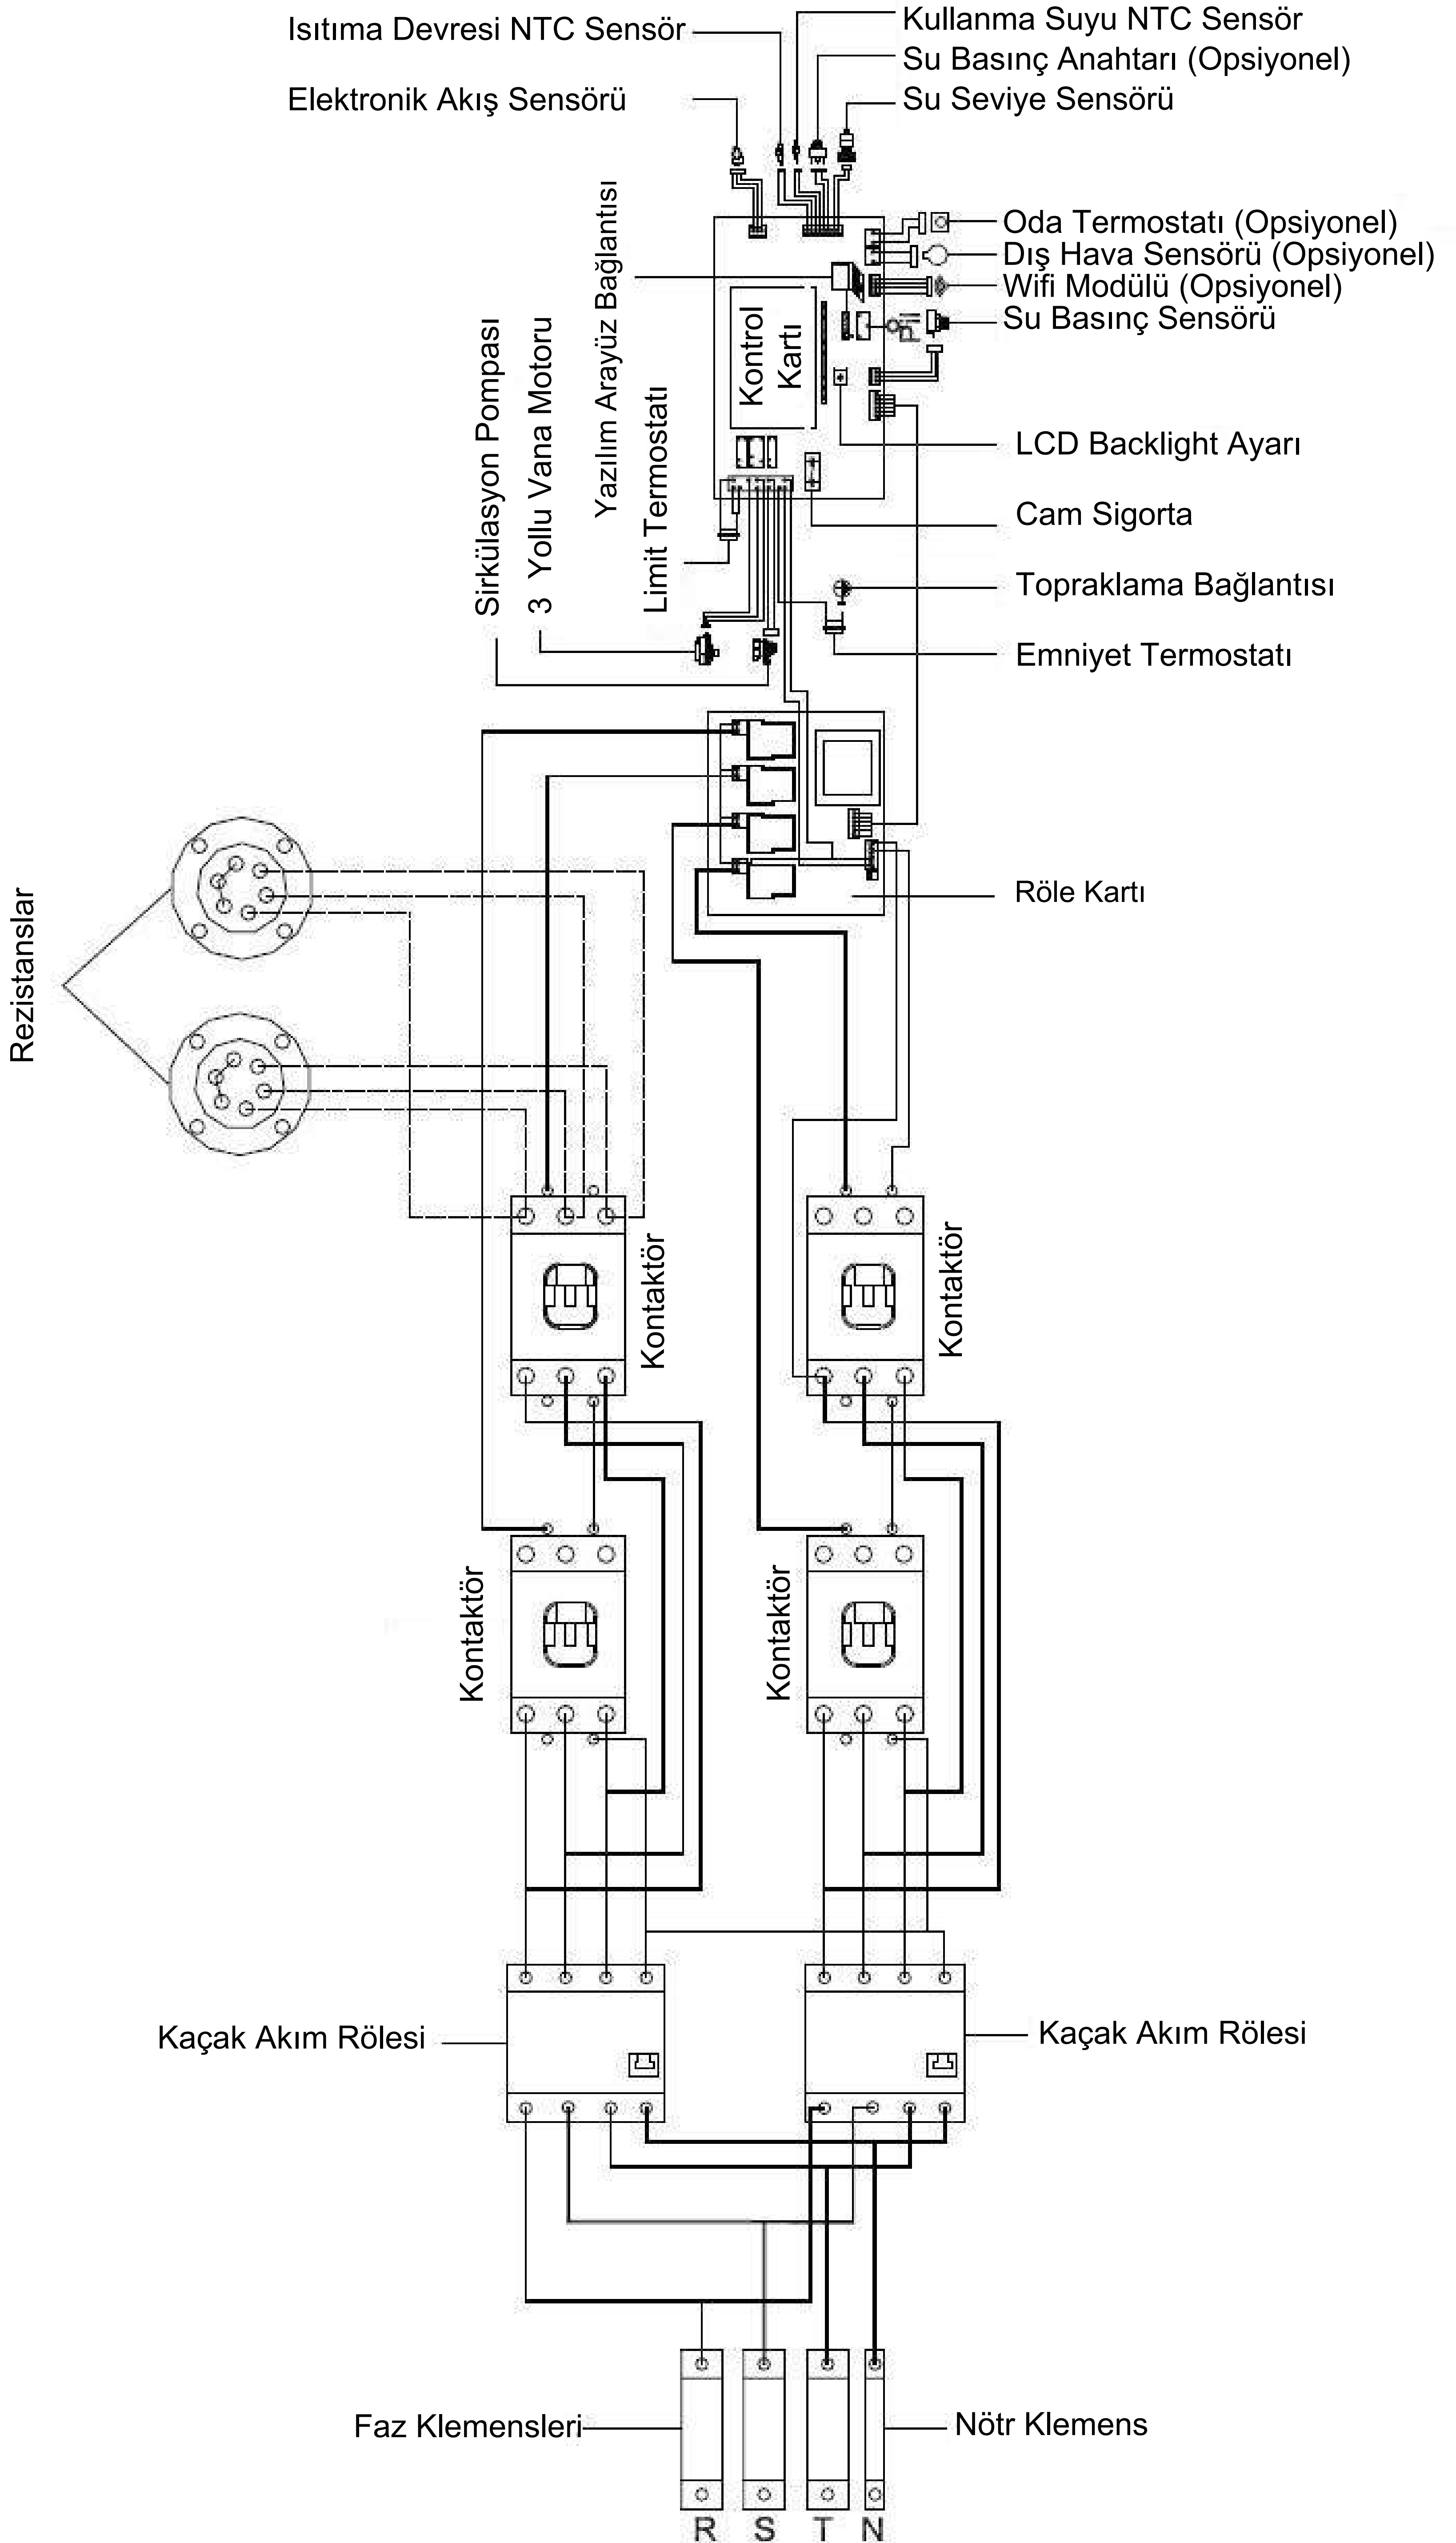 Isıtıma Devresi NTC Sensör
Kullanma Suyu NTC Sensör
Su Basınç Anahtarı (Opsiyonel)
Elektronik Akış Sensörü
Su Seviye Sensörü
Oda Termostatı (Opsiyonel)
Dış Hava Sensörü (Opsiyonel)
Wifi Modülü (Opsiyonel)
Pil
Su Basınç Sensörü
Yazılım Arayüz Bağlantısı
Kontrol
Kartı
Sirkülasyon Pompası
3 Yollu Vana Motoru
Limit Termostatı
LCD Backlight Ayarı
Cam Sigorta
Topraklama Bağlantısı
Emniyet Termostatı
Röle Kartı
Rezistanslar
Kontaktör
Kontaktör
Kontaktör
Kontaktör
Kaçak Akım Rölesi
Kaçak Akım Rölesi
Faz Klemensleri
Nötr Klemens
R S T N